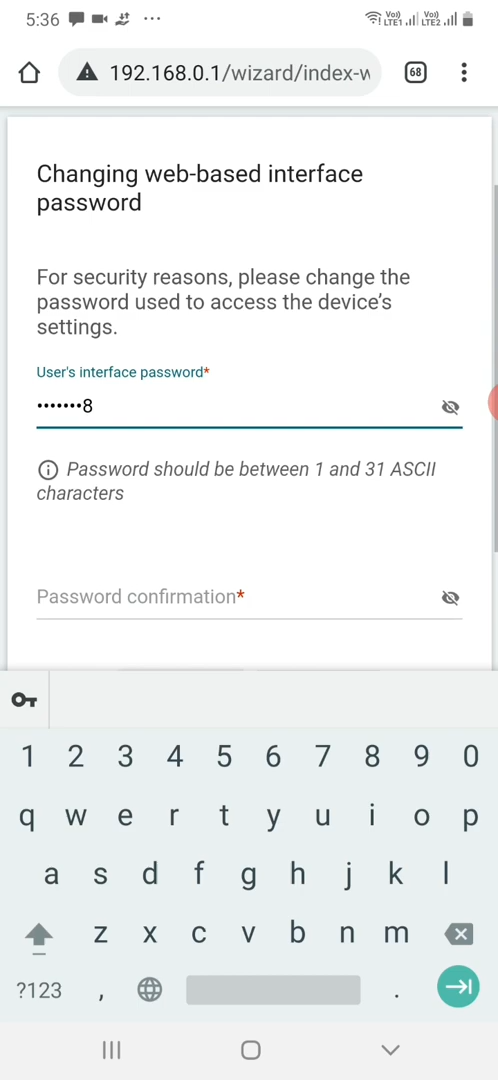 5:36 ... Vo)) LTE1 Vo)) LTE2
192.168.0.1/wizard/index-w 68
Changing web-based interface
password
For security reasons, please change the
password used to access the device's
settings.
User's interface password*
•••••••8
Password should be between 1 and 31 ASCII
characters
Password confirmation*
1 2 3 4 5 6 7 8 9 0
q w e r t y u i o p
a s d f g h j k l
z x c v b n m
?123 , .